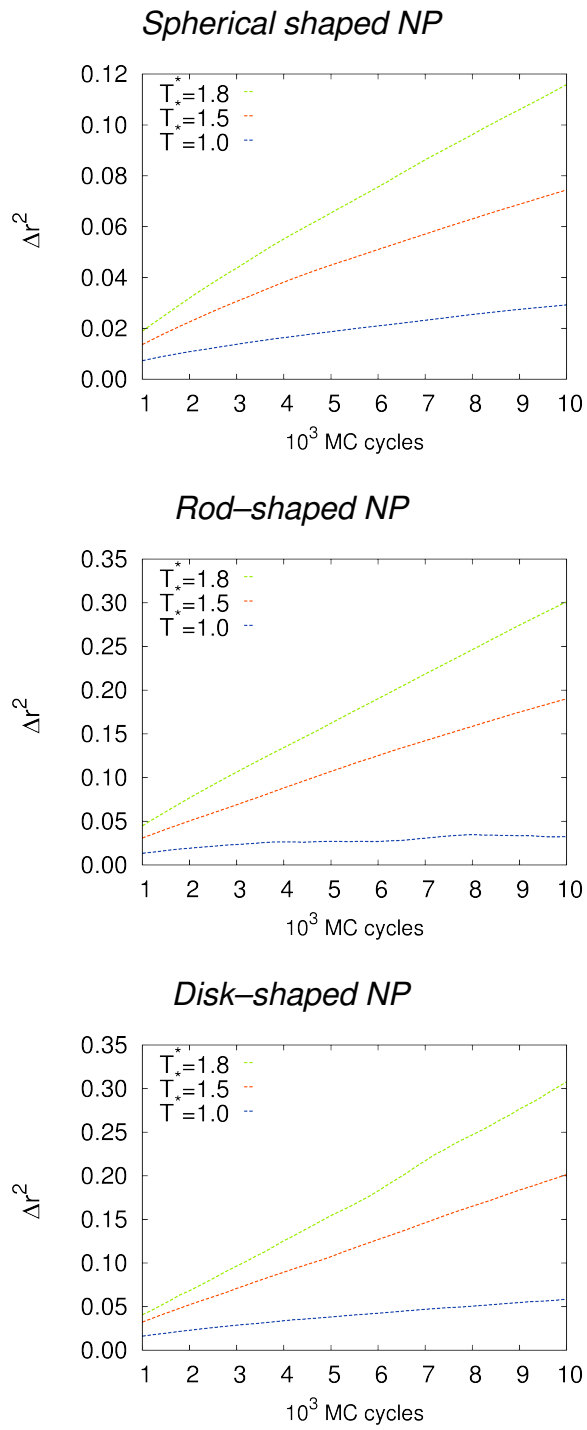 Spherical shaped NP
0.12
0.10
0.08
0.06
0.04
0.02
0.00
Δr²
T*=1.8
T*=1.5
T*=1.0
1 2 3 4 5 6 7 8 9 10
10³ MC cycles
Rod–shaped NP
0.35
0.30
0.25
0.20
0.15
0.10
0.05
0.00
Δr²
T*=1.8
T*=1.5
T*=1.0
1 2 3 4 5 6 7 8 9 10
10³ MC cycles
Disk–shaped NP
0.35
0.30
0.25
0.20
0.15
0.10
0.05
0.00
Δr²
T*=1.8
T*=1.5
T*=1.0
1 2 3 4 5 6 7 8 9 10
10³ MC cycles